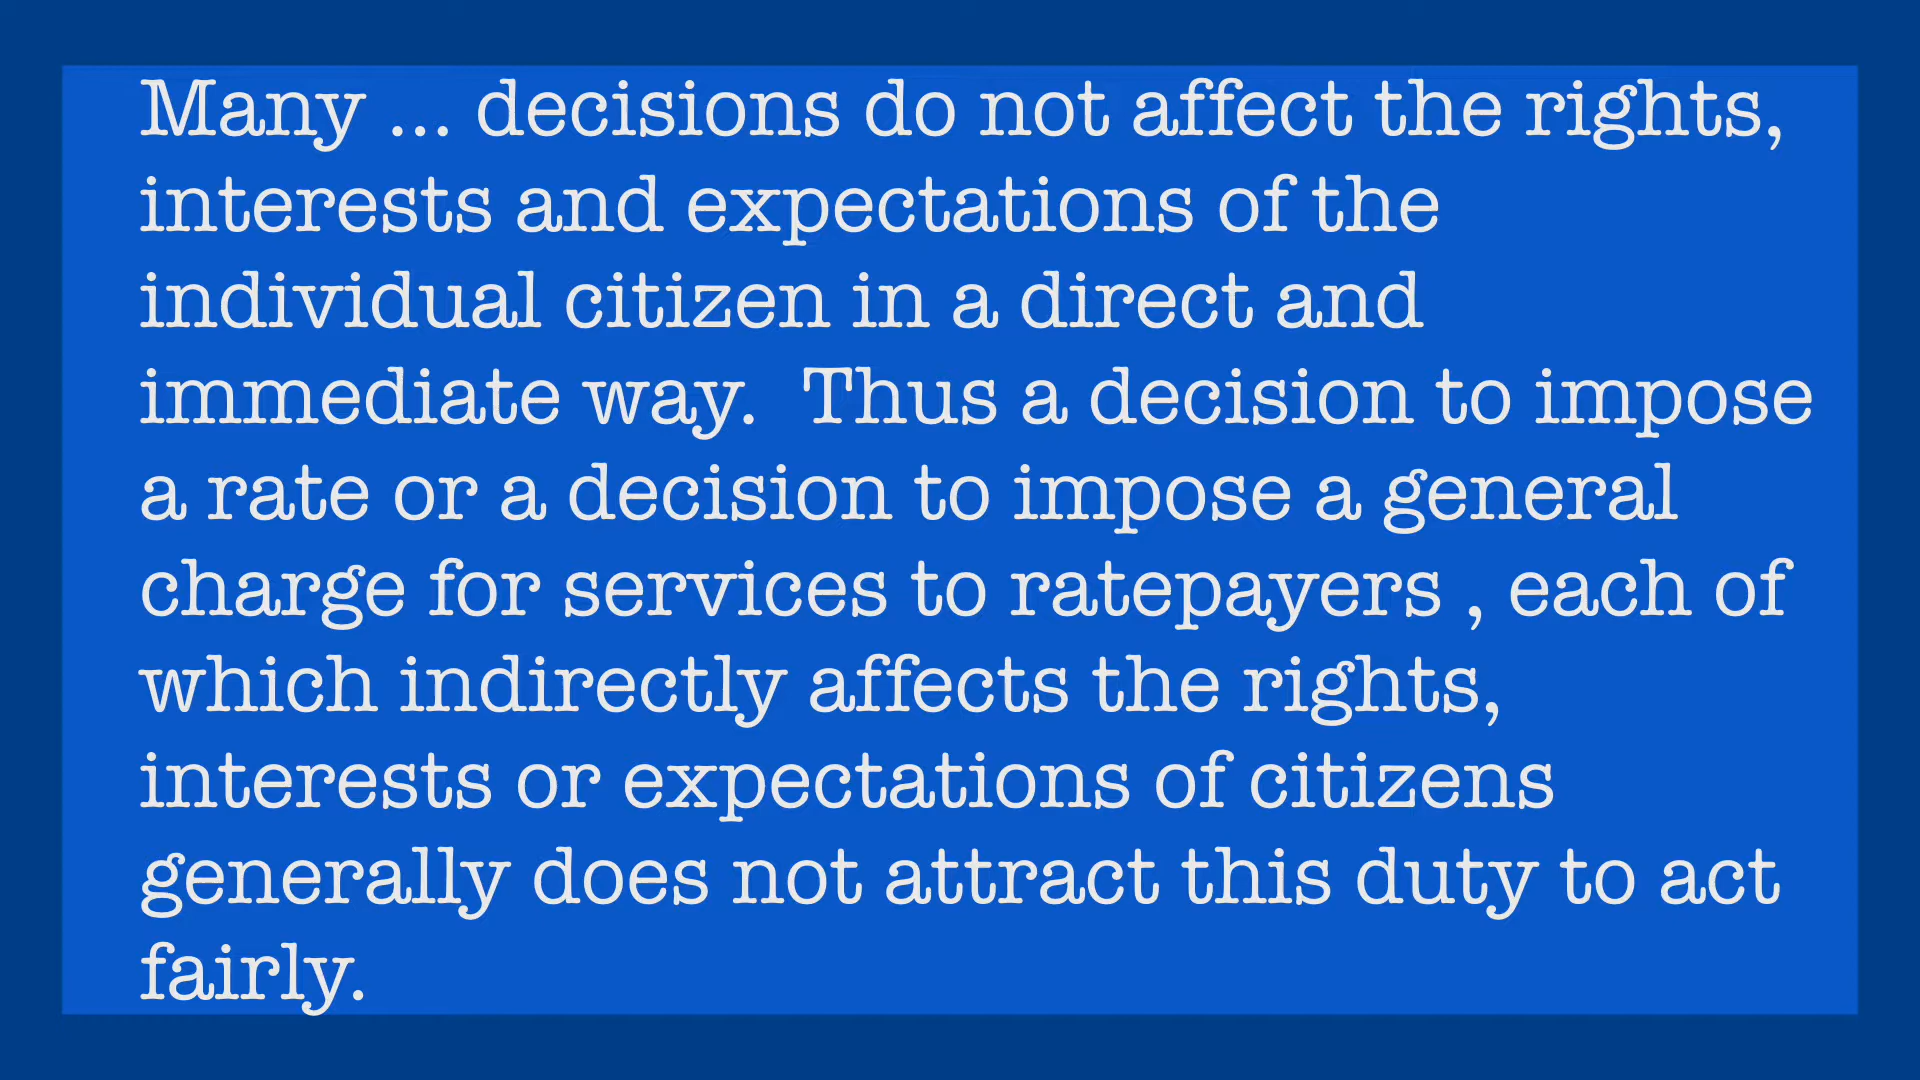 Many ... decisions do not affect the rights,
interests and expectations of the
individual citizen in a direct and
immediate way.  Thus a decision to impose
a rate or a decision to impose a general
charge for services to ratepayers , each of
which indirectly affects the rights,
interests or expectations of citizens
generally does not attract this duty to act
fairly.